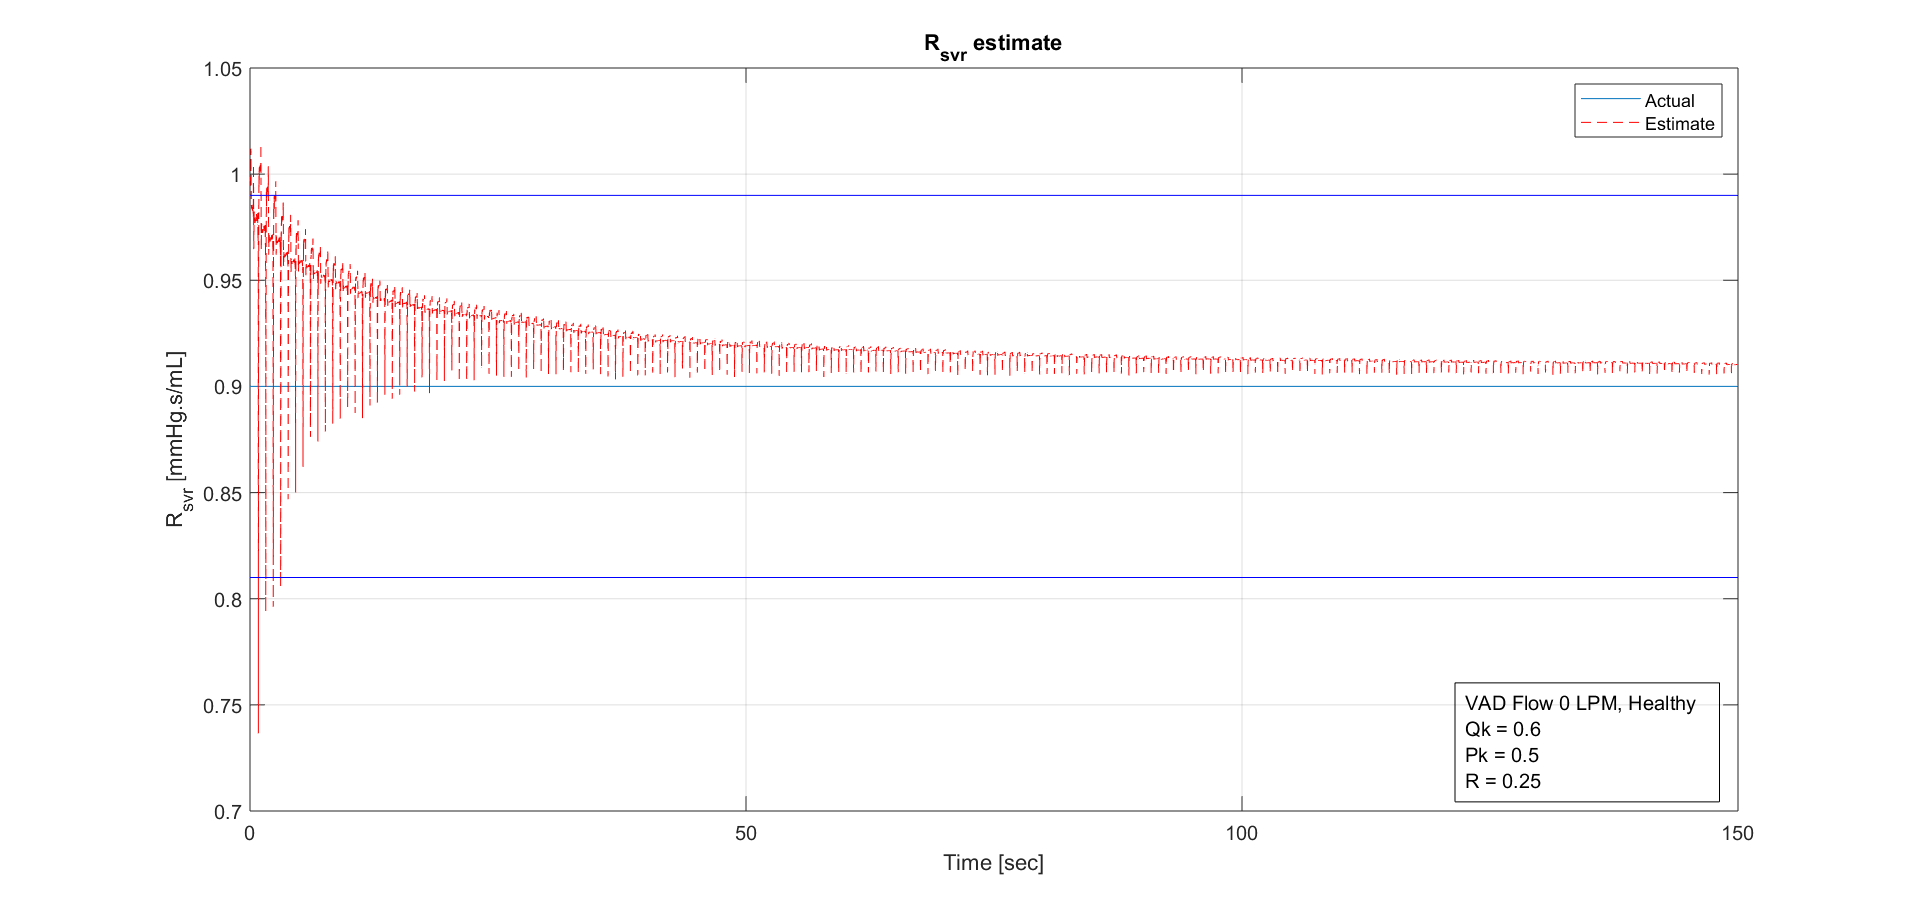 R_svr estimate
1.05
1
0.95
0.9
0.85
0.8
0.75
0.7
R_svr [mmHg.s/mL]
0
50
100
150
Time [sec]
Actual
Estimate
VAD Flow 0 LPM, Healthy
Qk = 0.6
Pk = 0.5
R = 0.25